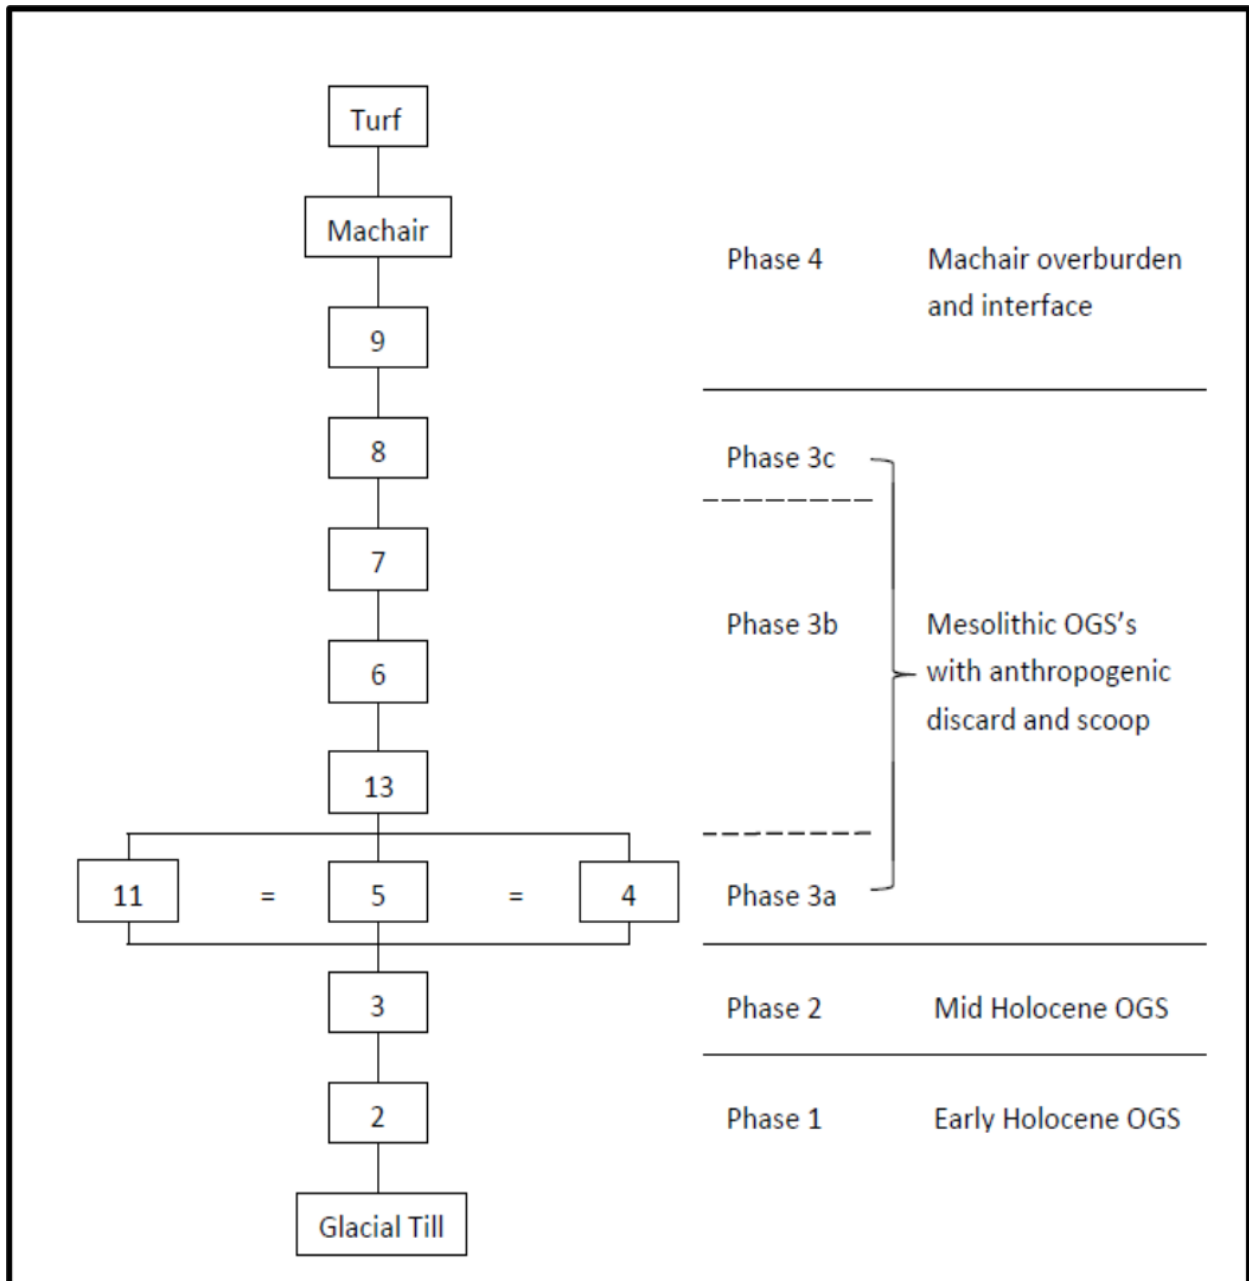 Turf
Machair
Phase 4 Machair overburden
and interface
9
8
Phase 3c
7
Phase 3b Mesolithic OGS's
with anthropogenic
discard and scoop
6
13
11 = 5 = 4
Phase 3a
3
Phase 2 Mid Holocene OGS
2
Phase 1 Early Holocene OGS
Glacial Till